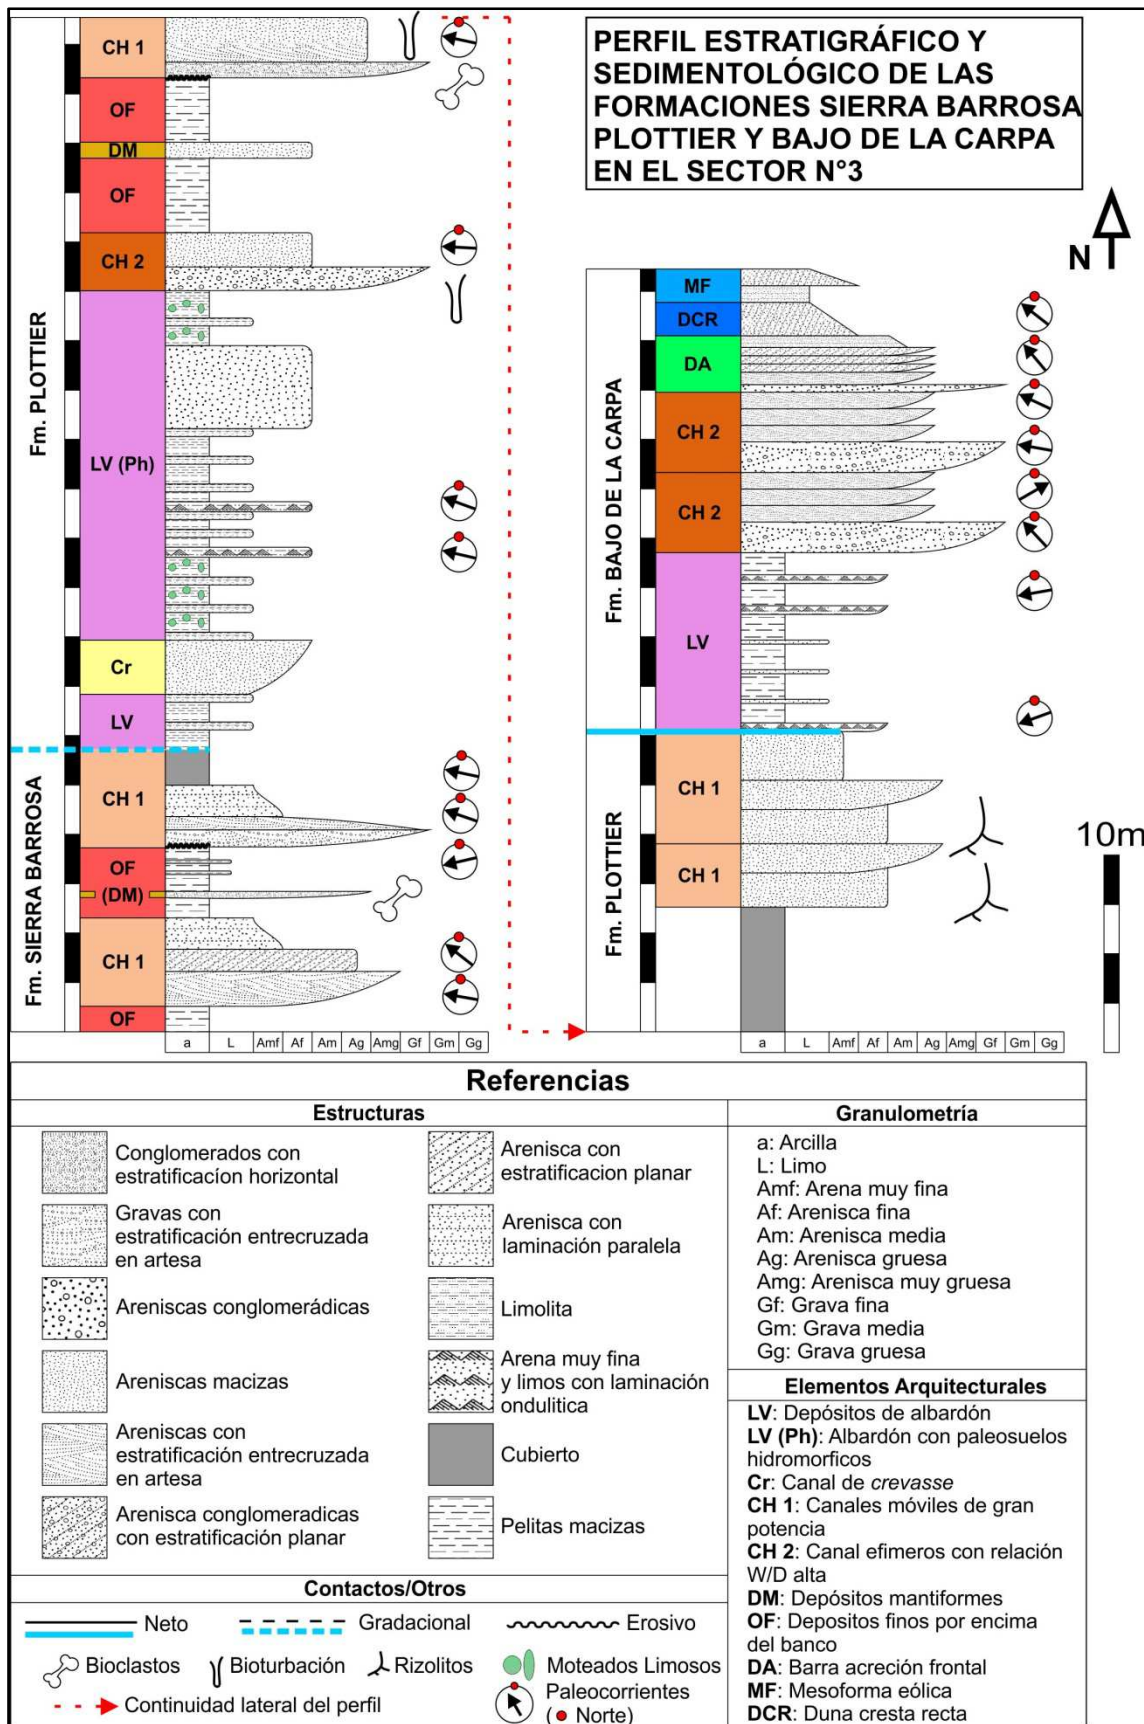 PERFIL ESTRATIGRÁFICO Y
SEDIMENTOLÓGICO DE LAS
FORMACIONES SIERRA BARROSA
PLOTTIER Y BAJO DE LA CARPA
EN EL SECTOR N°3
N
Fm. PLOTTIER
CH 1
OF
DM
OF
CH 2
LV (Ph)
Cr
LV
Fm. SIERRA BARROSA
CH 1
OF
(DM)
CH 1
OF
a L Amf Af Am Ag Amg Gf Gm Gg
Fm. BAJO DE LA CARPA
MF
DCR
DA
CH 2
CH 2
LV
Fm. PLOTTIER
CH 1
CH 1
a L Amf Af Am Ag Amg Gf Gm Gg
10m
Referencias
Estructuras
Conglomerados con
estratificacíon horizontal
Gravas con
estratificación entrecruzada
en artesa
Areniscas conglomerádicas
Areniscas macizas
Areniscas con
estratificación entrecruzada
en artesa
Arenisca conglomeradicas
con estratificación planar
Arenisca con
estratificacion planar
Arenisca con
laminación paralela
Limolita
Arena muy fina
y limos con laminación
ondulitica
Cubierto
Pelitas macizas
Contactos/Otros
Neto
Gradacional
Erosivo
Bioclastos
Bioturbación
Rizolitos
Moteados Limosos
Continuidad lateral del perfil
Paleocorrientes
( Norte)
Granulometría
a: Arcilla
L: Limo
Amf: Arena muy fina
Af: Arenisca fina
Am: Arenisca media
Ag: Arenisca gruesa
Amg: Arenisca muy gruesa
Gf: Grava fina
Gm: Grava media
Gg: Grava gruesa
Elementos Arquitecturales
LV: Depósitos de albardón
LV (Ph): Albardón con paleosuelos
hidromorficos
Cr: Canal de crevasse
CH 1: Canales móviles de gran
potencia
CH 2: Canal efimeros con relación
W/D alta
DM: Depósitos mantiformes
OF: Depositos finos por encima
del banco
DA: Barra acreción frontal
MF: Mesoforma eólica
DCR: Duna cresta recta